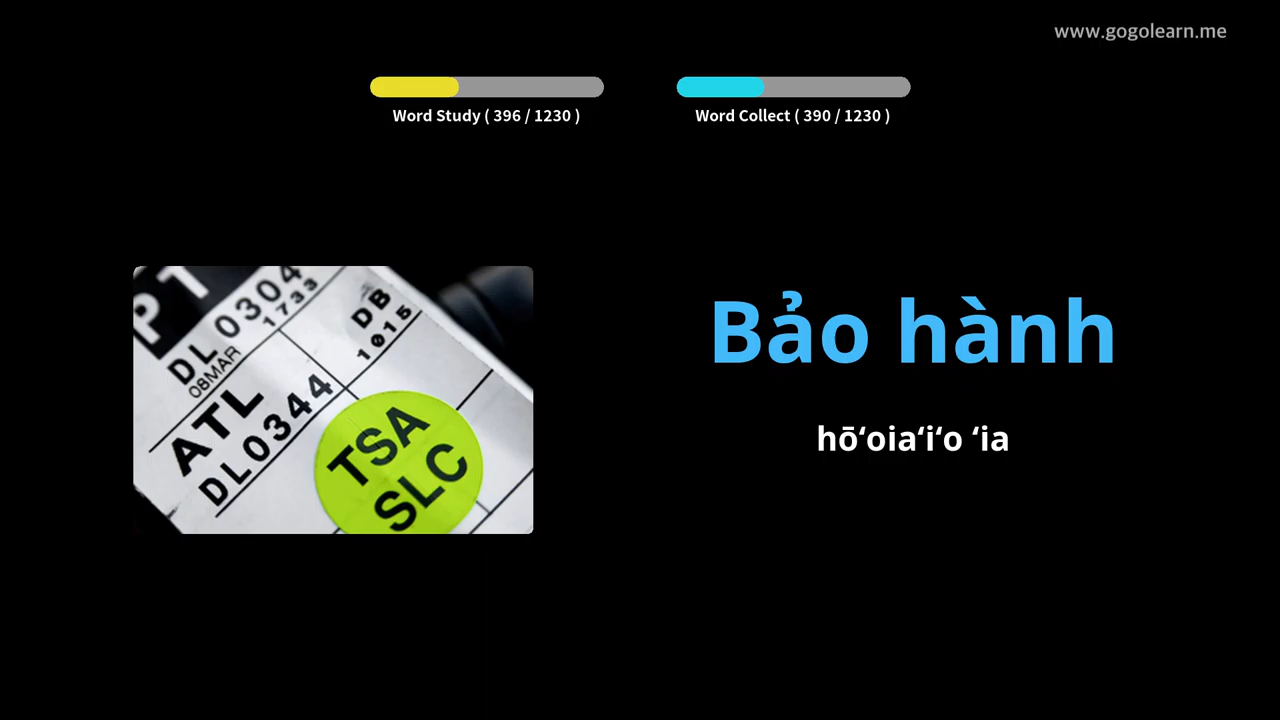 www.gogolearn.me
Word Study ( 396 / 1230 )
Word Collect ( 390 / 1230 )
P1
DL0304
1733
08MAR
DB
1015
ATL
DL0344
TSA
SLC
Bảo hành
hōʻoiaʻiʻo ʻia